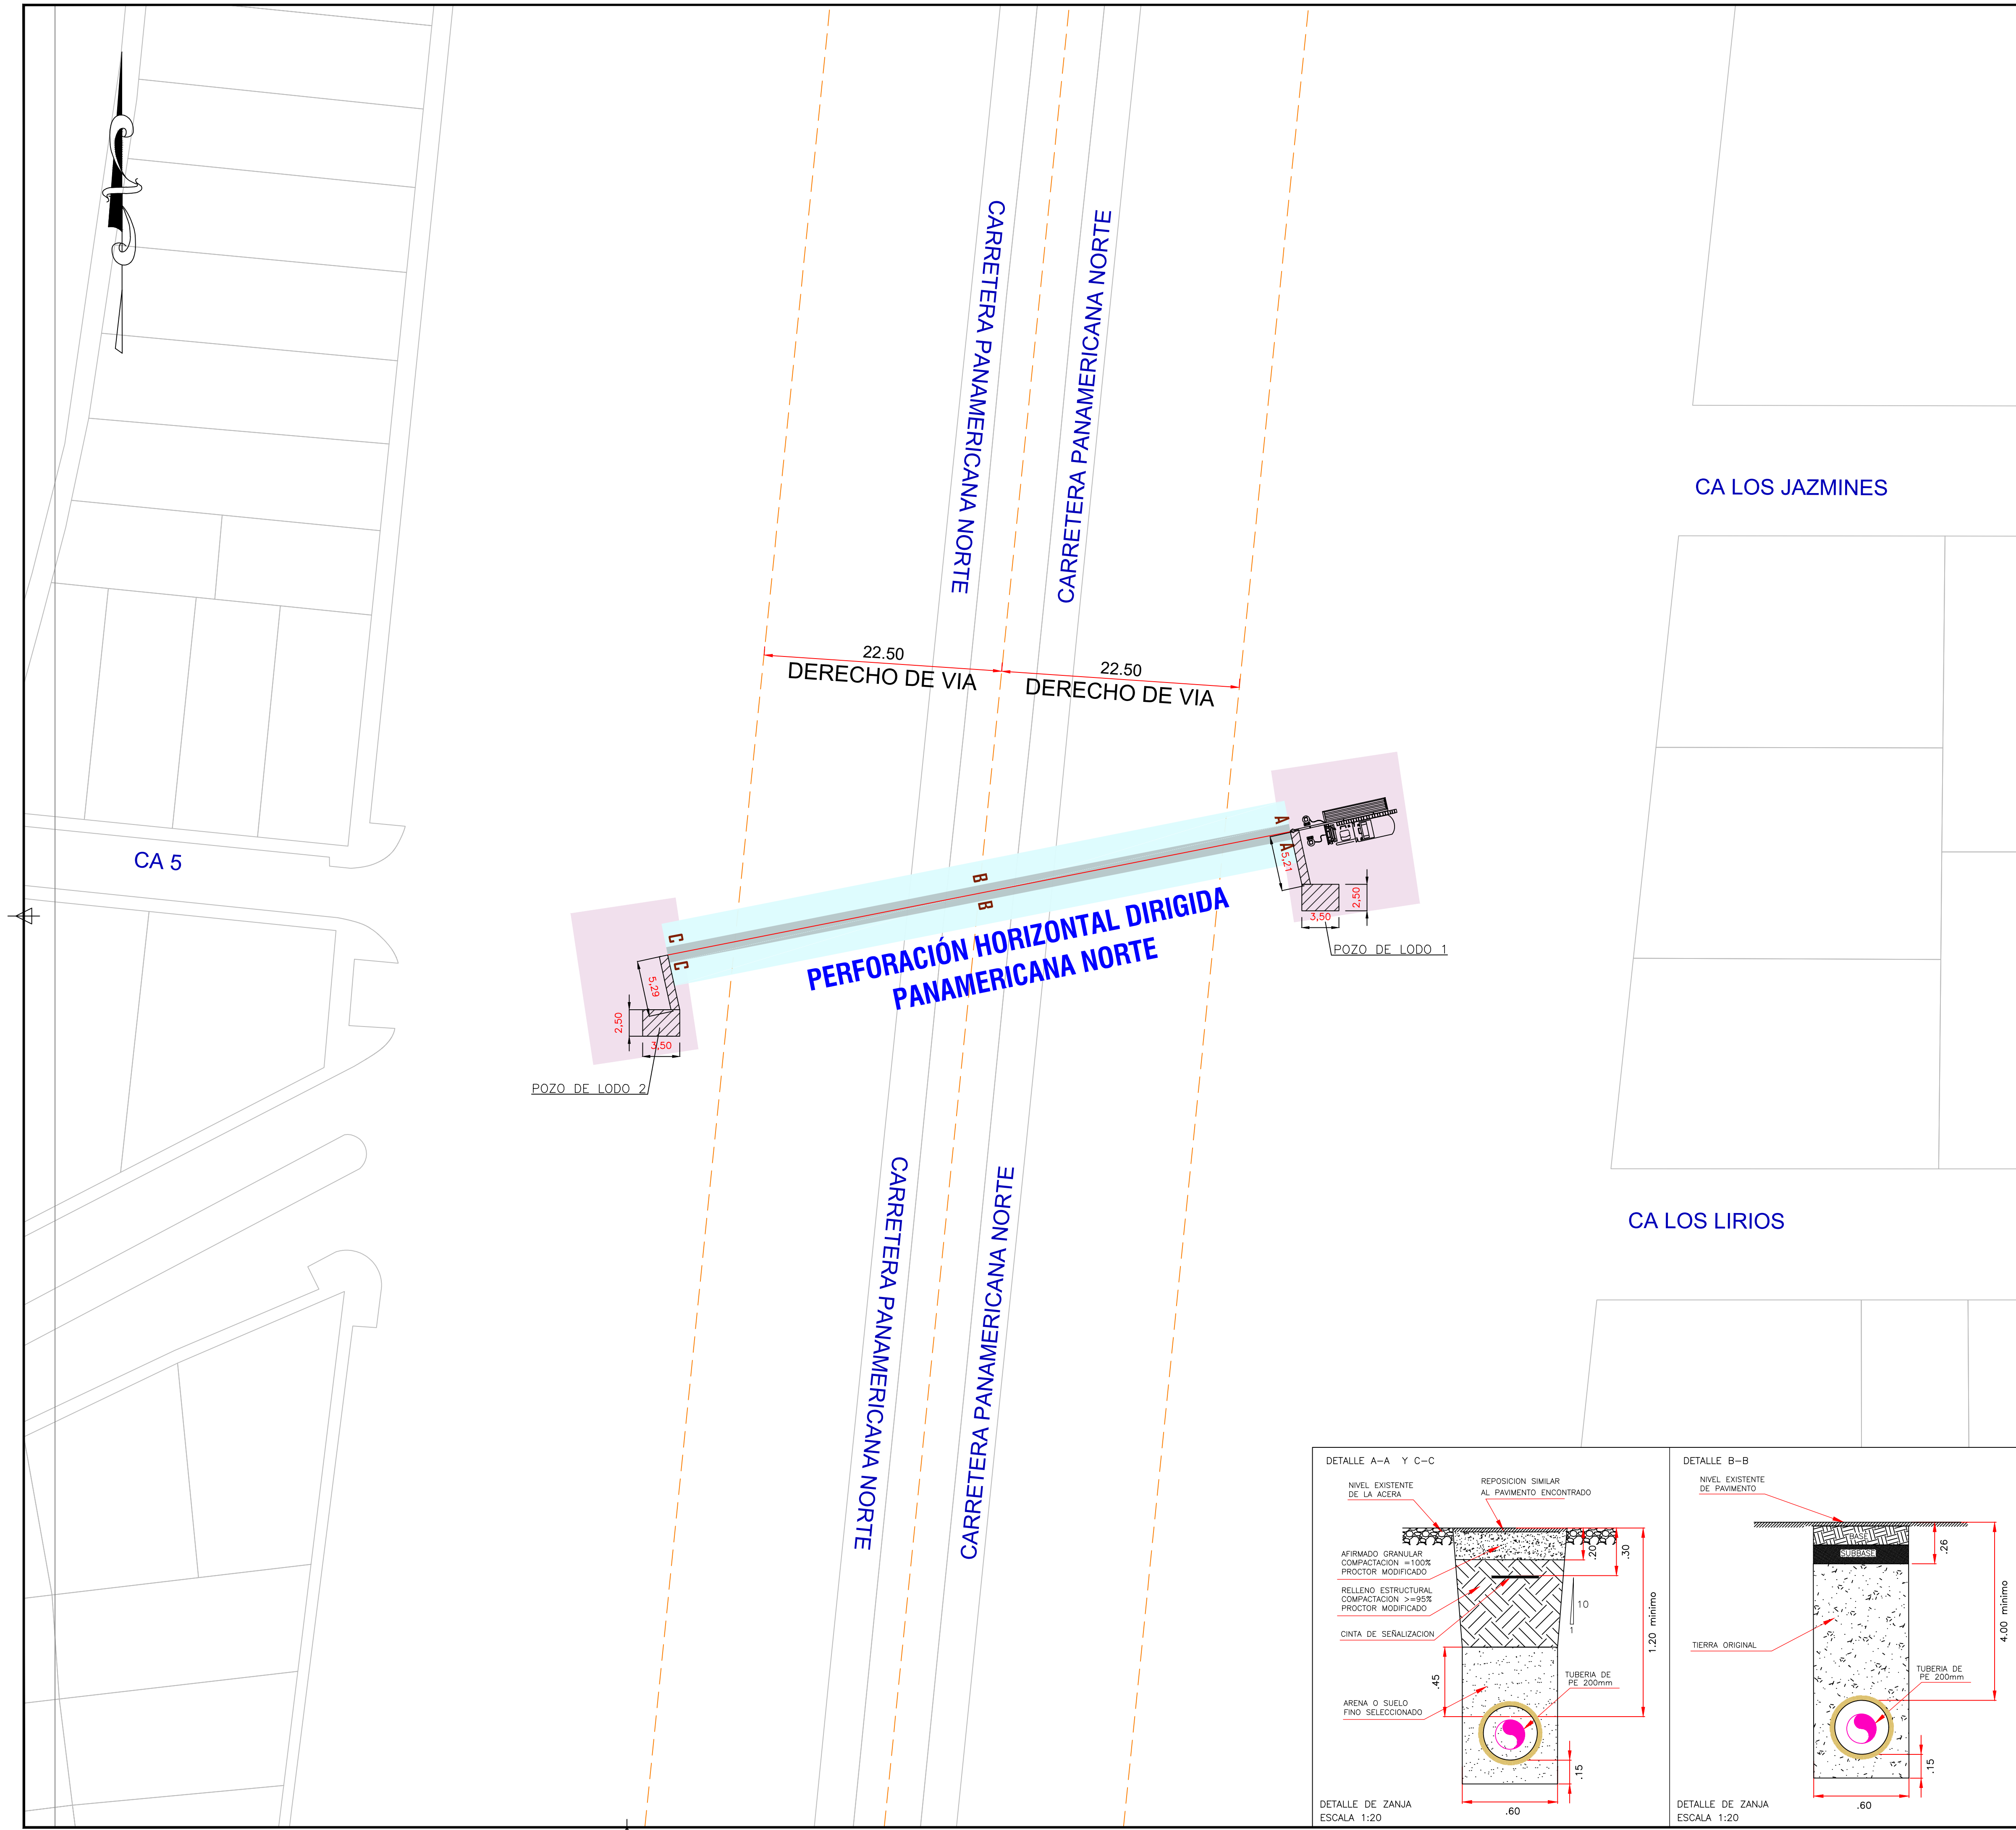 CARRETERA PANAMERICANA NORTE
CARRETERA PANAMERICANA NORTE
CA LOS JAZMINES
22.50
DERECHO DE VIA
22.50
DERECHO DE VIA
CA 5
A
A
5,21
2,50
3,50
POZO DE LODO 1
B
B
PERFORACIÓN HORIZONTAL DIRIGIDA
PANAMERICANA NORTE
C
C
5,29
2,50
3,50
POZO DE LODO 2
CARRETERA PANAMERICANA NORTE
CARRETERA PANAMERICANA NORTE
CA LOS LIRIOS
DETALLE A-A Y C-C
NIVEL EXISTENTE
DE LA ACERA
REPOSICION SIMILAR
AL PAVIMENTO ENCONTRADO
AFIRMADO GRANULAR
COMPACTACION =100%
PROCTOR MODIFICADO
RELLENO ESTRUCTURAL
COMPACTACION >=95%
PROCTOR MODIFICADO
CINTA DE SEÑALIZACION
.20
.30
10
1
1.20 minimo
.45
TUBERIA DE
PE 200mm
ARENA O SUELO
FINO SELECCIONADO
.15
.60
DETALLE DE ZANJA
ESCALA 1:20
DETALLE B-B
NIVEL EXISTENTE
DE PAVIMENTO
BASE
SUBBASE
.26
4.00 minimo
TIERRA ORIGINAL
TUBERIA DE
PE 200mm
.15
.60
DETALLE DE ZANJA
ESCALA 1:20